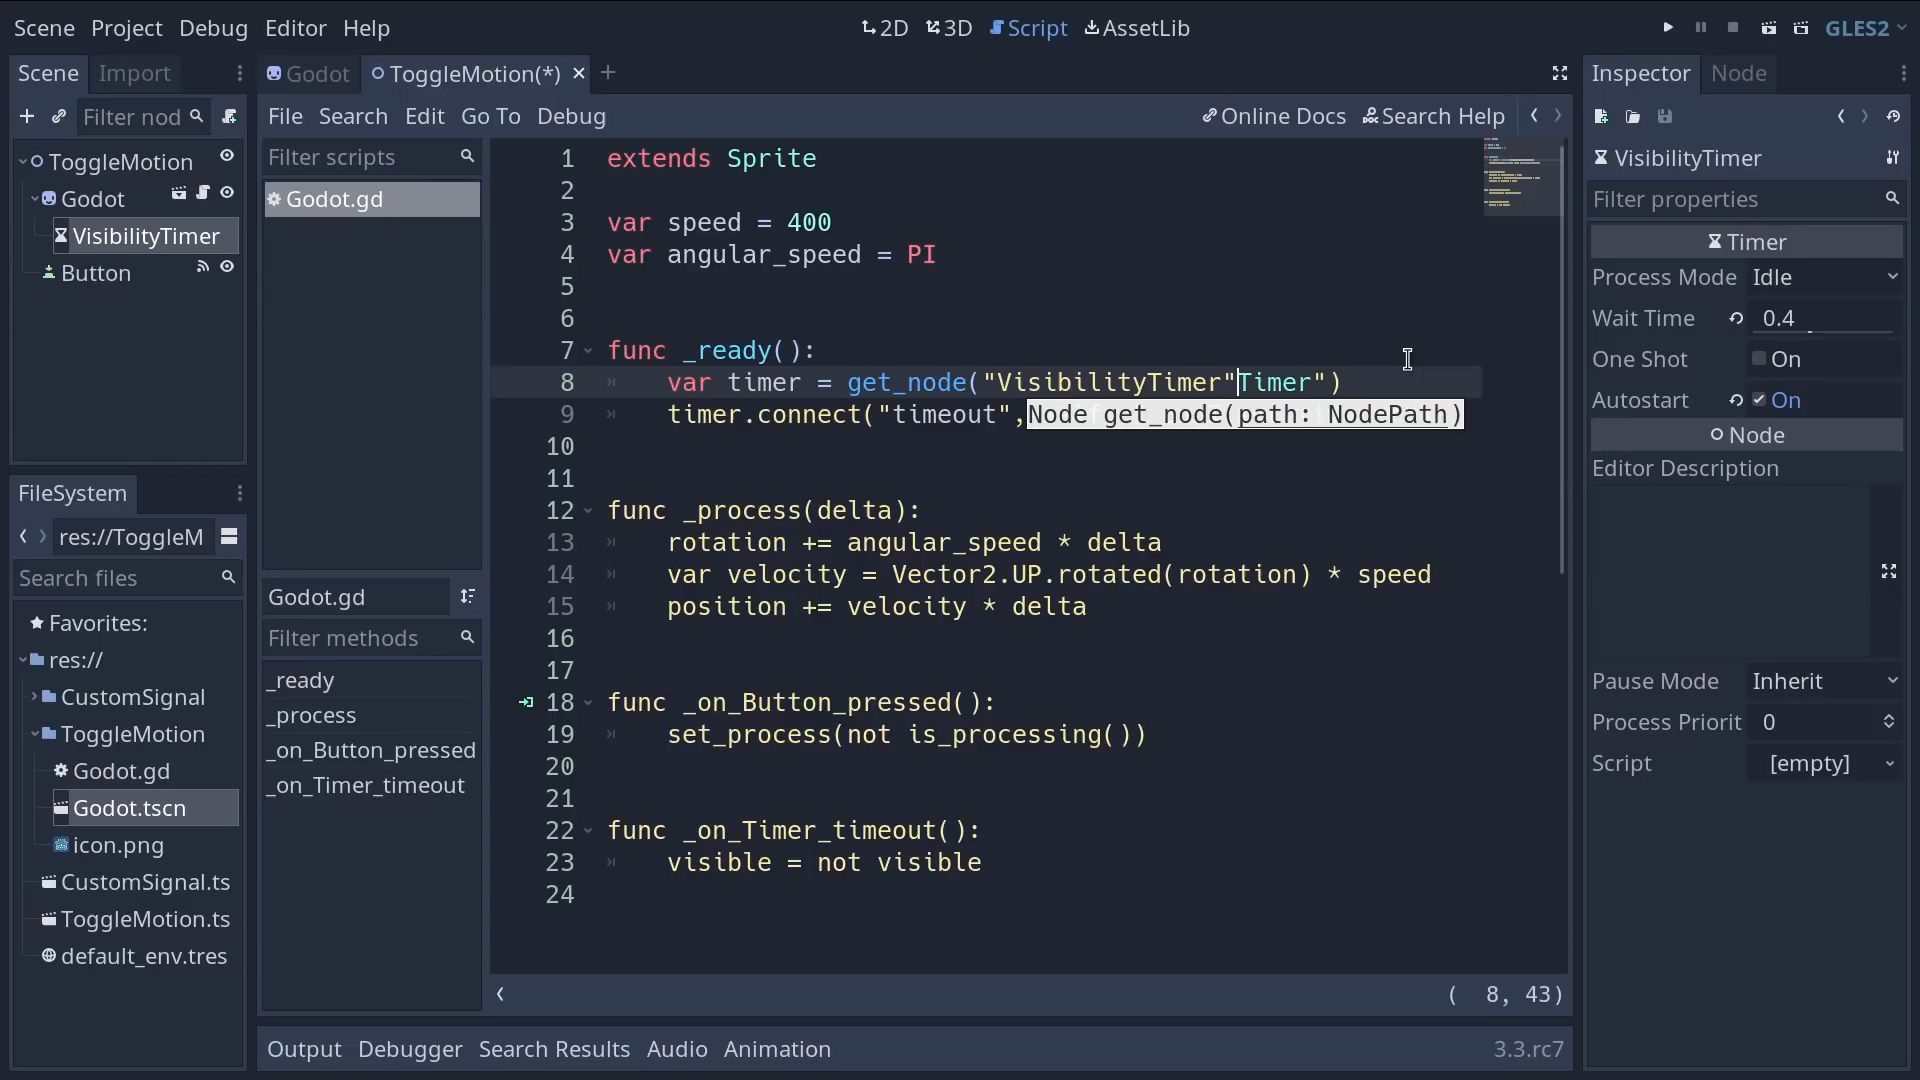 Scene Project Debug Editor Help
2D 3D Script AssetLib
GLES2
Scene Import
Filter nod
ToggleMotion
Godot
VisibilityTimer
Button
FileSystem
res://ToggleM
Search files
Favorites:
res://
CustomSignal
ToggleMotion
Godot.gd
Godot.tscn
icon.png
CustomSignal.ts
ToggleMotion.ts
default_env.tres
Godot ToggleMotion(*)
File Search Edit Go To Debug
Online Docs Search Help
Filter scripts
Godot.gd
Godot.gd
Filter methods
_ready
_process
_on_Button_pressed
_on_Timer_timeout
1 extends Sprite
2
3 var speed = 400
4 var angular_speed = PI
5
6
7 func _ready():
8 var timer = get_node("VisibilityTimer"Timer")
9 timer.connect("timeout",
Node get_node(path: NodePath)
10
11
12 func _process(delta):
13 rotation += angular_speed * delta
14 var velocity = Vector2.UP.rotated(rotation) * speed
15 position += velocity * delta
16
17
18 func _on_Button_pressed():
19 set_process(not is_processing())
20
21
22 func _on_Timer_timeout():
23 visible = not visible
24
( 8, 43)
Output Debugger Search Results Audio Animation
3.3.rc7
Inspector Node
VisibilityTimer
Filter properties
Timer
Process Mode Idle
Wait Time 0.4
One Shot On
Autostart On
Node
Editor Description
Pause Mode Inherit
Process Priorit 0
Script [empty]